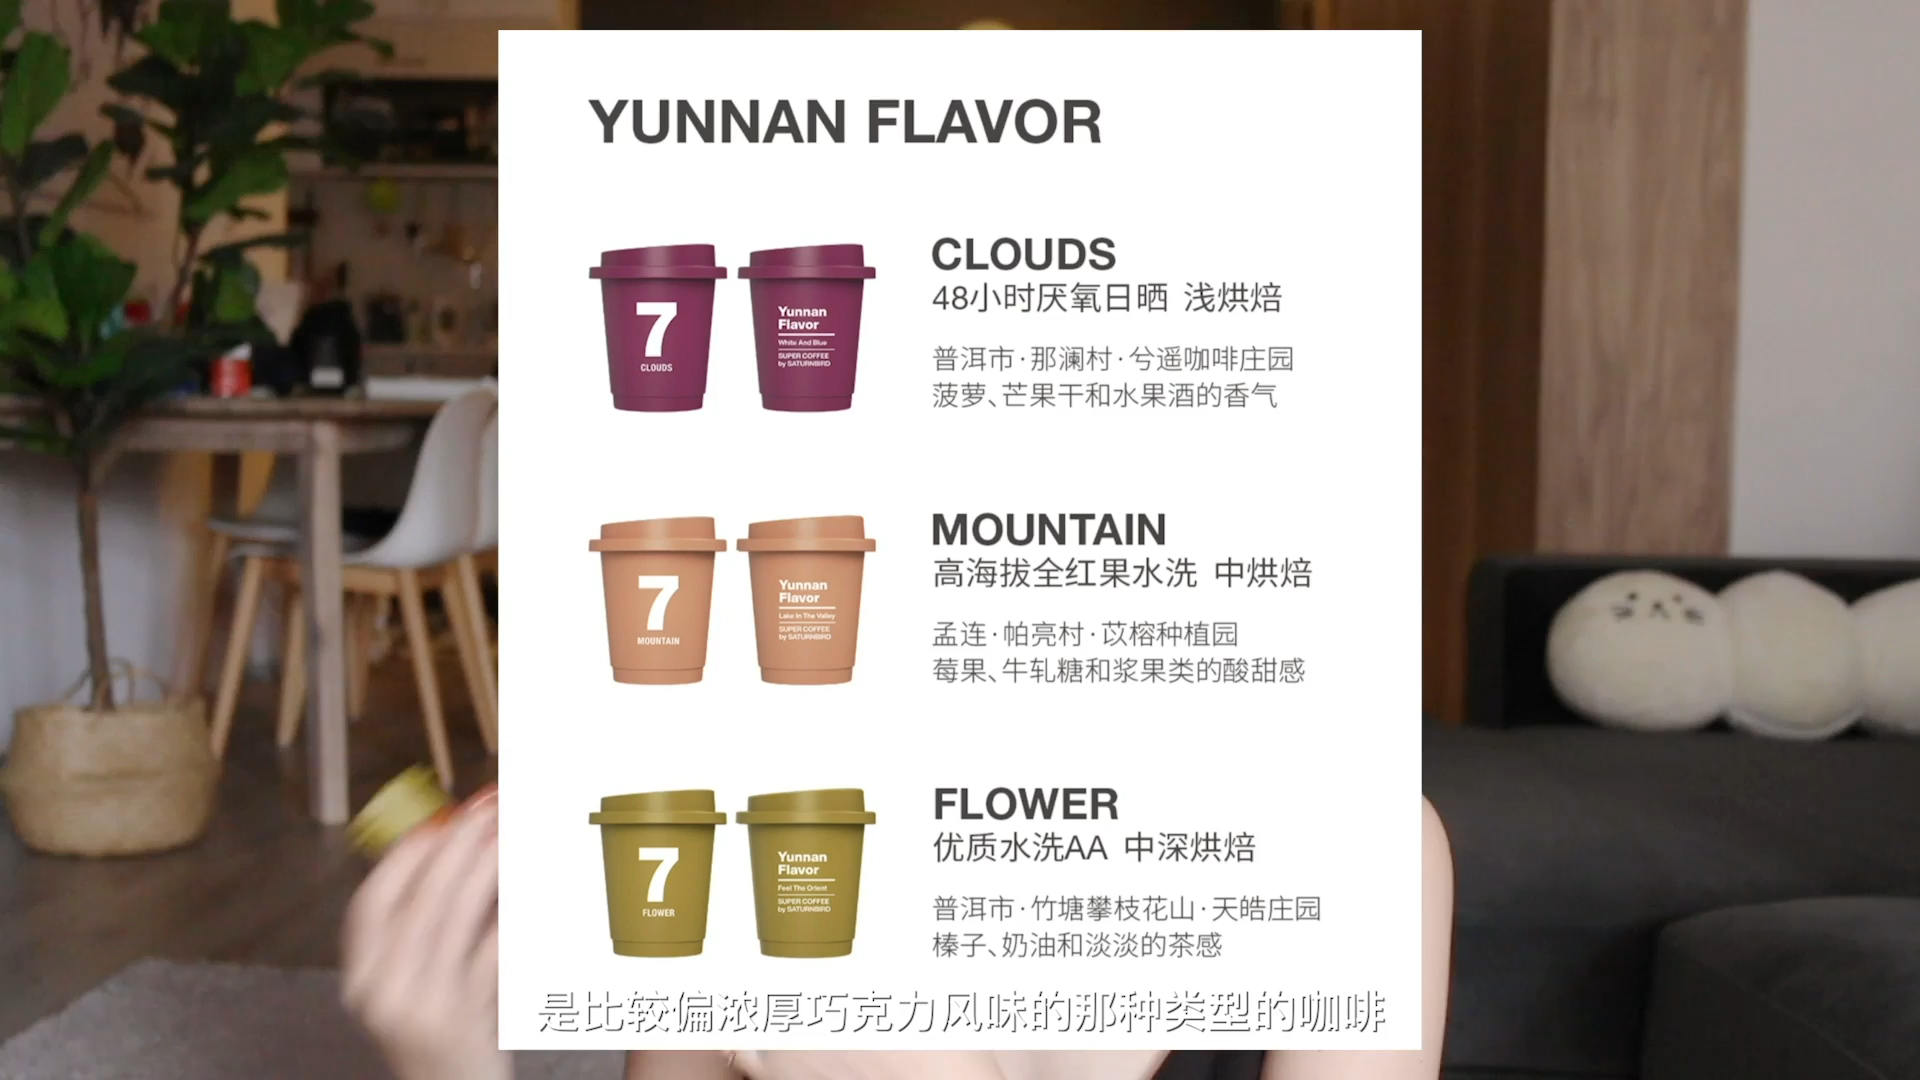 YUNNAN FLAVOR
7
CLOUDS
Yunnan
Flavor
White And Blue
SUPER COFFEE
by SATURNBIRD
CLOUDS
48小时厌氧日晒 浅烘焙
普洱市·那澜村·兮遥咖啡庄园
菠萝、芒果干和水果酒的香气
7
MOUNTAIN
Yunnan
Flavor
Lake In The Valley
SUPER COFFEE
by SATURNBIRD
MOUNTAIN
高海拔全红果水洗 中烘焙
孟连·帕亮村·苡榕种植园
莓果、牛轧糖和浆果类的酸甜感
7
FLOWER
Yunnan
Flavor
Feel The Orient
SUPER COFFEE
by SATURNBIRD
FLOWER
优质水洗AA 中深烘焙
普洱市·竹塘攀枝花山·天皓庄园
榛子、奶油和淡淡的茶感
是比较偏浓厚巧克力风味的那种类型的咖啡